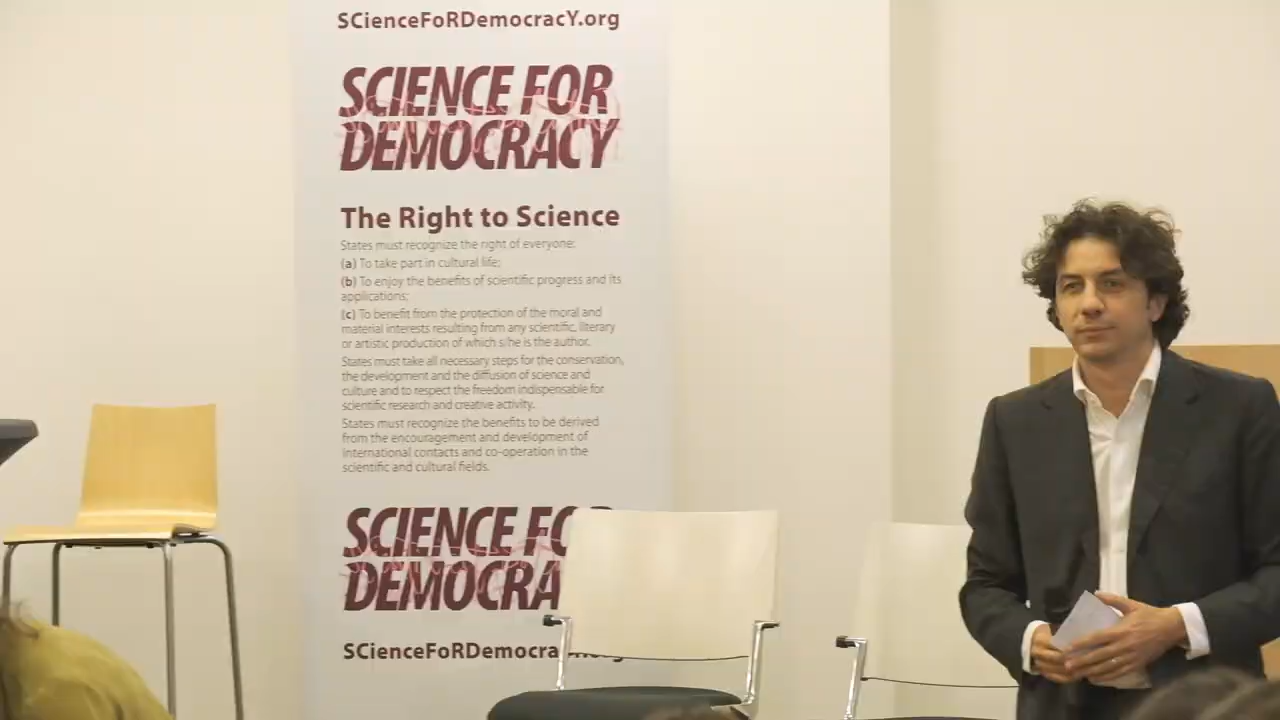 SCienceFoRDemocracY.org
SCIENCE FOR
DEMOCRACY
The Right to Science
States must recognize the right of everyone:
(a) To take part in cultural life;
(b) To enjoy the benefits of scientific progress and its
applications;
(c) To benefit from the protection of the moral and
material interests resulting from any scientific, literary
or artistic production of which s/he is the author.
States must take all necessary steps for the conservation,
the development and the diffusion of science and
culture and to respect the freedom indispensable for
scientific research and creative activity.
States must recognize the benefits to be derived
from the encouragement and development of
international contacts and co-operation in the
scientific and cultural fields.
SCIENCE FO
DEMOCRA
SCienceFoRDemocra